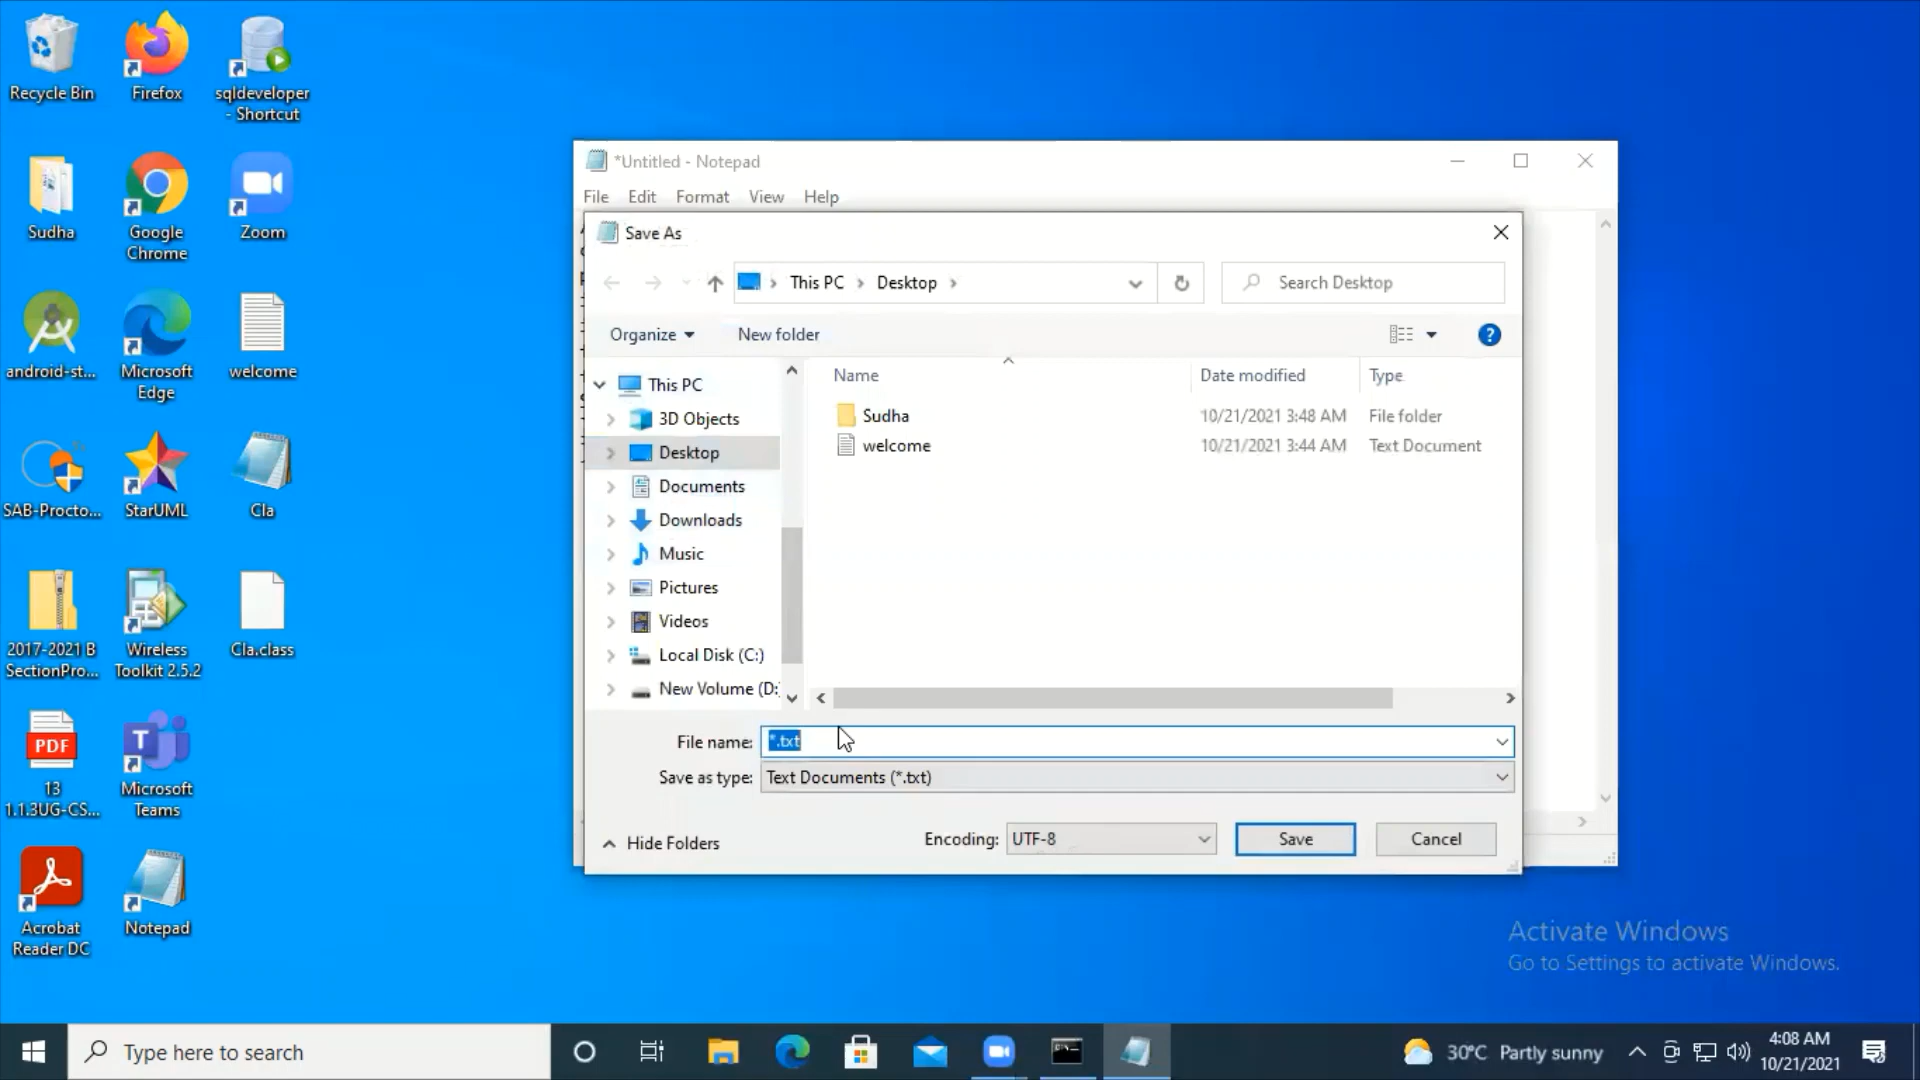 Recycle Bin
Firefox
sqldeveloper
- Shortcut
Sudha
Google
Chrome
Zoom
android-st...
Microsoft
Edge
welcome
SAB-Procto...
StarUML
Cla
2017-2021 B
SectionPro...
Wireless
Toolkit 2.5.2
Cla.class
PDF
13
1.1.3UG-CS...
Microsoft
Teams
Acrobat
Reader DC
Notepad
*Untitled - Notepad
File Edit Format View Help
Save As
This PC > Desktop >
Search Desktop
Organize
New folder
Name Date modified Type
This PC
3D Objects
Desktop
Documents
Downloads
Music
Pictures
Videos
Local Disk (C:)
New Volume (D:
Sudha 10/21/2021 3:48 AM File folder
welcome 10/21/2021 3:44 AM Text Document
File name: *.txt
Save as type: Text Documents (*.txt)
Hide Folders
Encoding: UTF-8
Save
Cancel
Activate Windows
Go to Settings to activate Windows.
Type here to search
30°C Partly sunny
4:08 AM
10/21/2021